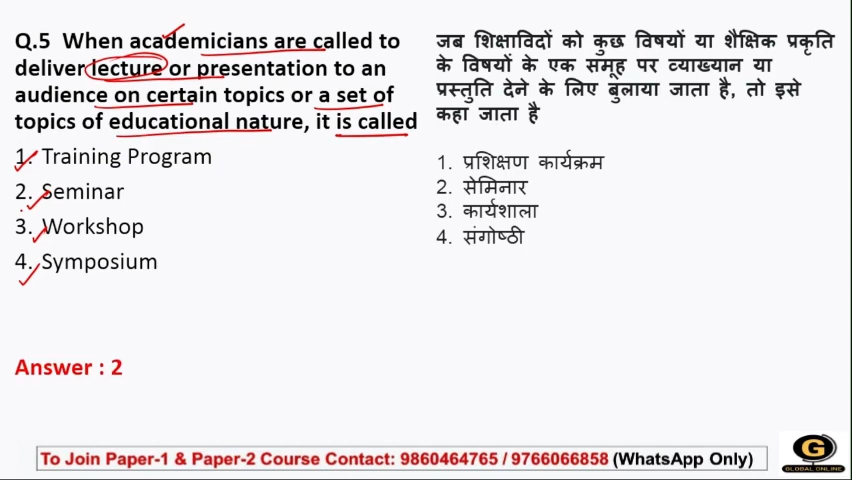 Q.5 When academicians are called to
deliver lecture or presentation to an
audience on certain topics or a set of
topics of educational nature, it is called
1. Training Program
2. Seminar
3. Workshop
4. Symposium
Answer : 2
जब शिक्षाविदों को कुछ विषयों या शैक्षिक प्रकृति
के विषयों के एक समूह पर व्याख्यान या
प्रस्तुति देने के लिए बुलाया जाता है, तो इसे
कहा जाता है
1. प्रशिक्षण कार्यक्रम
2. सेमिनार
3. कार्यशाला
4. संगोष्ठी
To Join Paper-1 & Paper-2 Course Contact: 9860464765 / 9766066858 (WhatsApp Only)
G
GLOBAL ONLINE